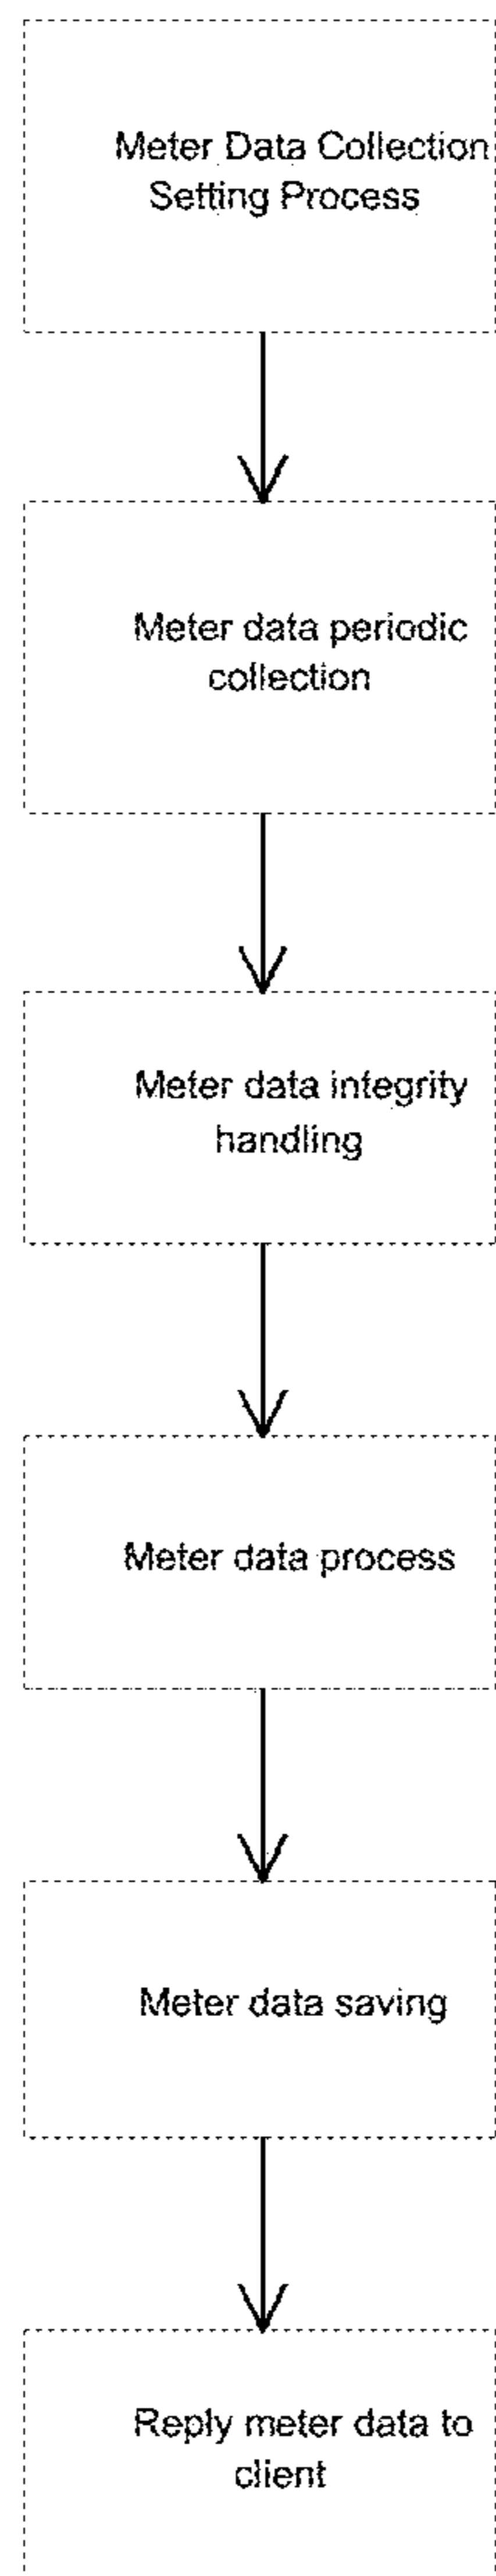 Meter Data Collection
Setting Process
Meter data periodic
collection
Meter data integrity
handling
Meter data process
Meter data saving
Reply meter data to
client